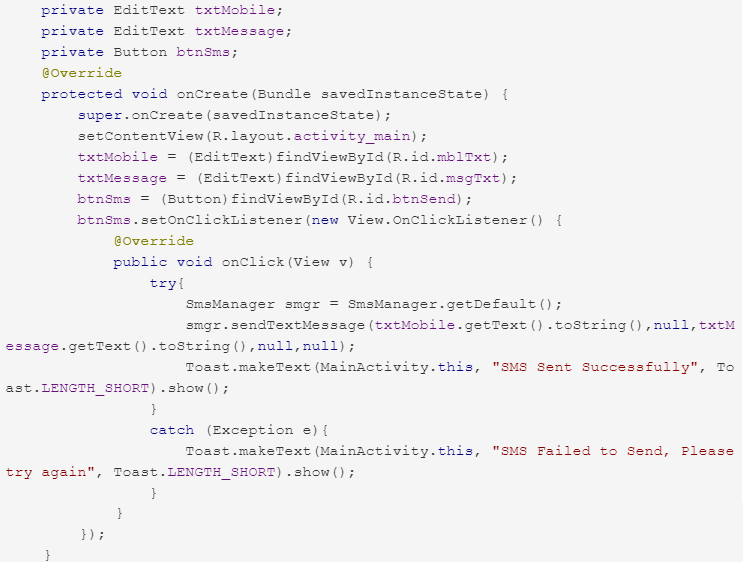 private EditText txtMobile;
    private EditText txtMessage;
    private Button btnSms;
    @Override
    protected void onCreate(Bundle savedInstanceState) {
        super.onCreate(savedInstanceState);
        setContentView(R.layout.activity_main);
        txtMobile = (EditText)findViewById(R.id.mblTxt);
        txtMessage = (EditText)findViewById(R.id.msgTxt);
        btnSms = (Button)findViewById(R.id.btnSend);
        btnSms.setOnClickListener(new View.OnClickListener() {
            @Override
            public void onClick(View v) {
                try{
                    SmsManager smgr = SmsManager.getDefault();
                    smgr.sendTextMessage(txtMobile.getText().toString(),null,txtM
essage.getText().toString(),null,null);
                    Toast.makeText(MainActivity.this, "SMS Sent Successfully", To
ast.LENGTH_SHORT).show();
                }
                catch (Exception e){
                    Toast.makeText(MainActivity.this, "SMS Failed to Send, Please
try again", Toast.LENGTH_SHORT).show();
                }
            }
        });
    }